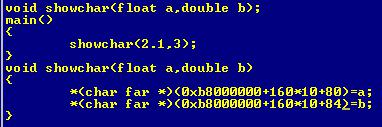 void showchar(float a,double b);
main()
{
        showchar(2.1,3);
}
void showchar(float a,double b)
{
        *(char far *)(0xb8000000+160*10+80)=a;
        *(char far *)(0xb8000000+160*10+84)=b;
}